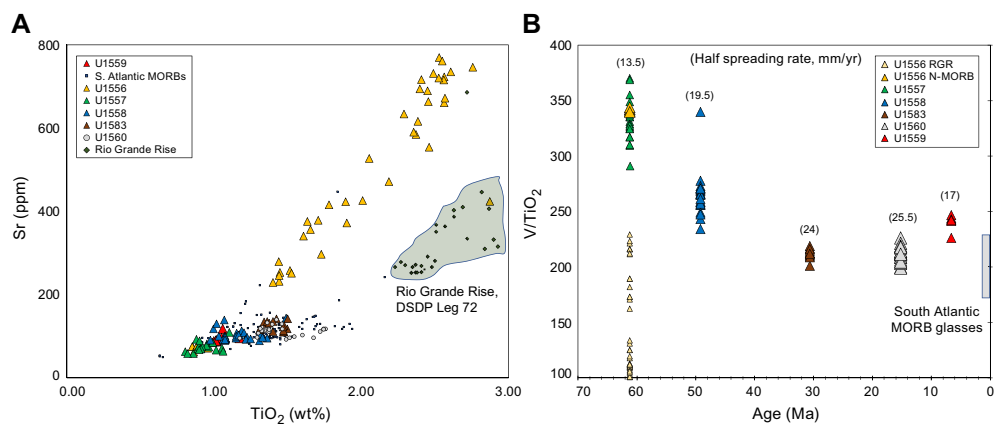 A
800
600
400
200
0
Sr (ppm)
U1559
S. Atlantic MORBs
U1556
U1557
U1558
U1583
U1560
Rio Grande Rise
Rio Grande Rise,
DSDP Leg 72
0.00
1.00
2.00
3.00
TiO2 (wt%)
B
400
350
300
250
200
150
100
V/TiO2
(Half spreading rate, mm/yr)
(13.5)
(19.5)
(24)
(25.5)
(17)
U1556 RGR
U1556 N-MORB
U1557
U1558
U1583
U1560
U1559
South Atlantic
MORB glasses
70
60
50
40
30
20
10
0
Age (Ma)